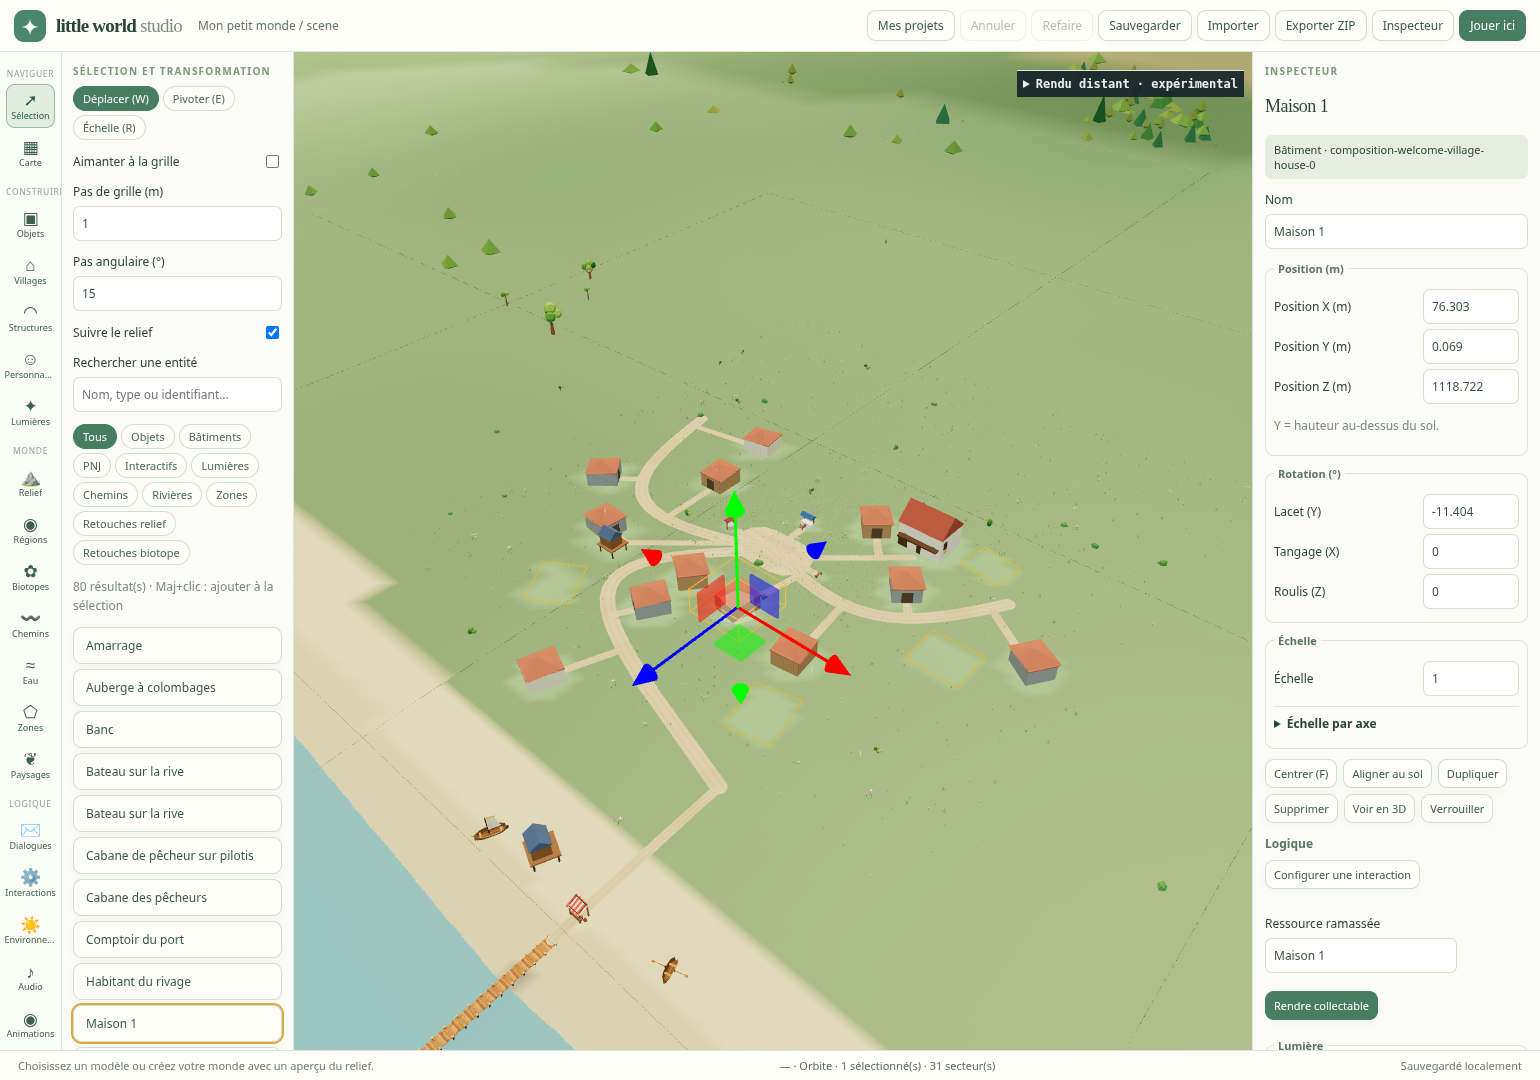 little world studio
Mon petit monde / scene
Mes projets
Annuler
Refaire
Sauvegarder
Importer
Exporter ZIP
Inspecteur
Jouer ici
NAVIGUER
Sélection
Carte
CONSTRUIR
Objets
Villages
Structures
Personna...
Lumières
MONDE
Relief
Régions
Biotopes
Chemins
Eau
Zones
Paysages
LOGIQUE
Dialogues
Interactions
Environne...
Audio
Animations
SÉLECTION ET TRANSFORMATION
Déplacer (W)
Pivoter (E)
Échelle (R)
Aimanter à la grille
Pas de grille (m)
1
Pas angulaire (°)
15
Suivre le relief
Rechercher une entité
Nom, type ou identifiant...
Tous
Objets
Bâtiments
PNJ
Interactifs
Lumières
Chemins
Rivières
Zones
Retouches relief
Retouches biotope
80 résultat(s) · Maj+clic : ajouter à la
sélection
Amarrage
Auberge à colombages
Banc
Bateau sur la rive
Bateau sur la rive
Cabane de pêcheur sur pilotis
Cabane des pêcheurs
Comptoir du port
Habitant du rivage
Maison 1
Rendu distant · expérimental
INSPECTEUR
Maison 1
Bâtiment · composition-welcome-village-
house-0
Nom
Maison 1
Position (m)
Position X (m)
76.303
Position Y (m)
0.069
Position Z (m)
1118.722
Y = hauteur au-dessus du sol.
Rotation (°)
Lacet (Y)
-11.404
Tangage (X)
0
Roulis (Z)
0
Échelle
Échelle
1
Échelle par axe
Centrer (F)
Aligner au sol
Dupliquer
Supprimer
Voir en 3D
Verrouiller
Logique
Configurer une interaction
Ressource ramassée
Maison 1
Rendre collectable
Lumière
Choisissez un modèle ou créez votre monde avec un aperçu du relief.
— · Orbite · 1 sélectionné(s) · 31 secteur(s)
Sauvegardé localement